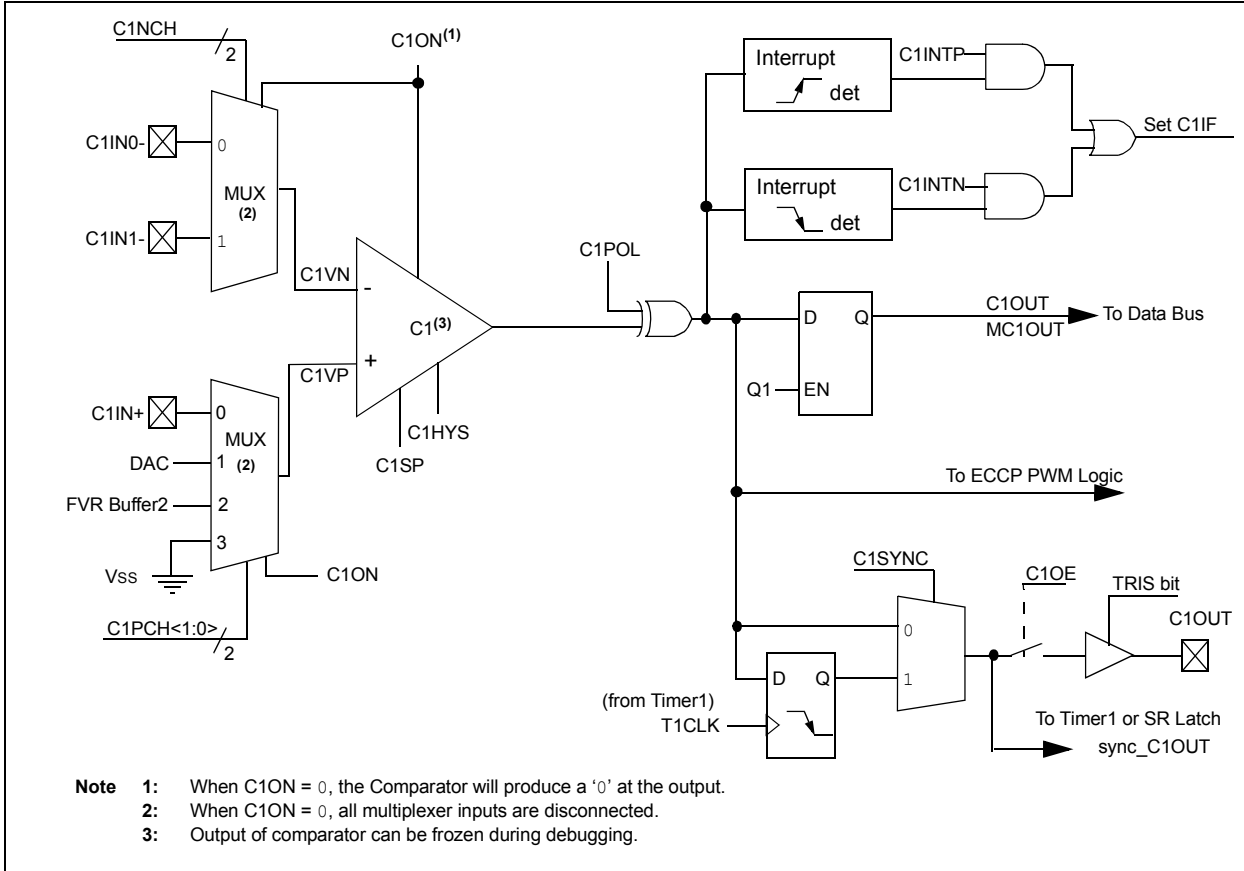 C1NCH
2
C1ON(1)
C1IN0-
0
MUX
(2)
C1IN1-
1
C1VN
-
C1(3)
+
C1VP
C1IN+
0
MUX
(2)
DAC
1
FVR Buffer2
2
3
VSS
C1ON
C1PCH<1:0>
2
C1HYS
C1SP
C1POL
Interrupt
det
C1INTP
Set C1IF
Interrupt
det
C1INTN
D
Q
Q1
EN
C1OUT
MC1OUT
To Data Bus
To ECCP PWM Logic
C1SYNC
0
1
C1OE
TRIS bit
C1OUT
D
Q
(from Timer1)
T1CLK
To Timer1 or SR Latch
sync_C1OUT
Note 1: When C1ON = 0, the Comparator will produce a ‘0’ at the output.
2: When C1ON = 0, all multiplexer inputs are disconnected.
3: Output of comparator can be frozen during debugging.